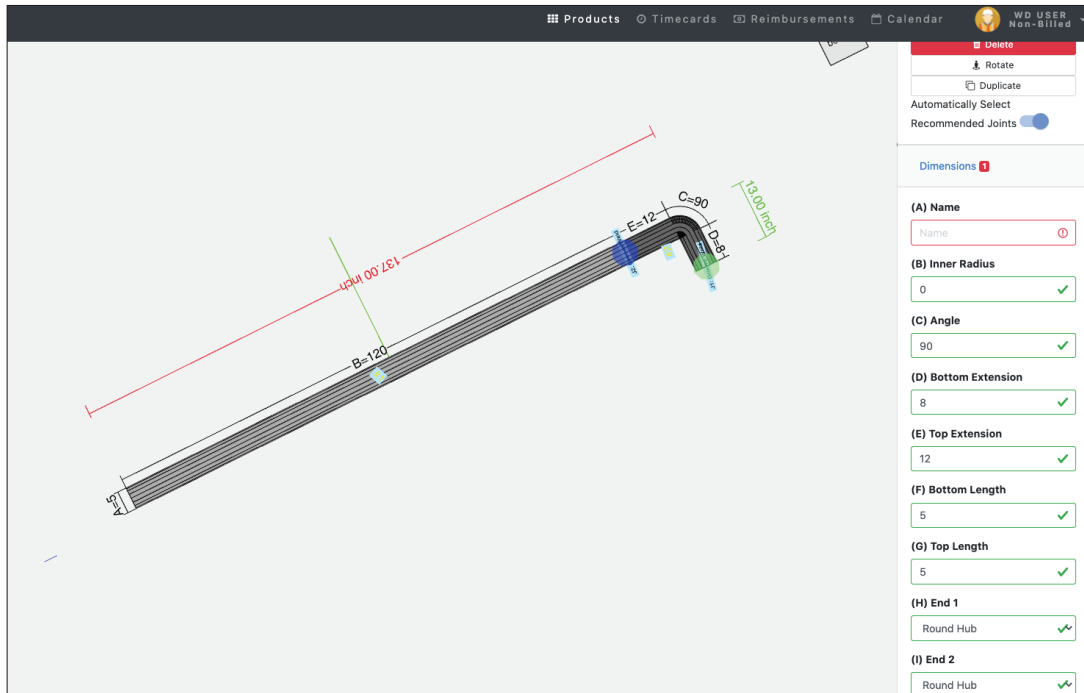 Products Timecards Reimbursements Calendar WD USER
Non-Billed
Delete
Rotate
Duplicate
Automatically Select
Recommended Joints
Dimensions 1
(A) Name
Name
(B) Inner Radius
0
(C) Angle
90
(D) Bottom Extension
8
(E) Top Extension
12
(F) Bottom Length
5
(G) Top Length
5
(H) End 1
Round Hub
(I) End 2
Round Hub
13.00 inch
C=90
E=12
D=8
137.00 inch
B=120
A=5